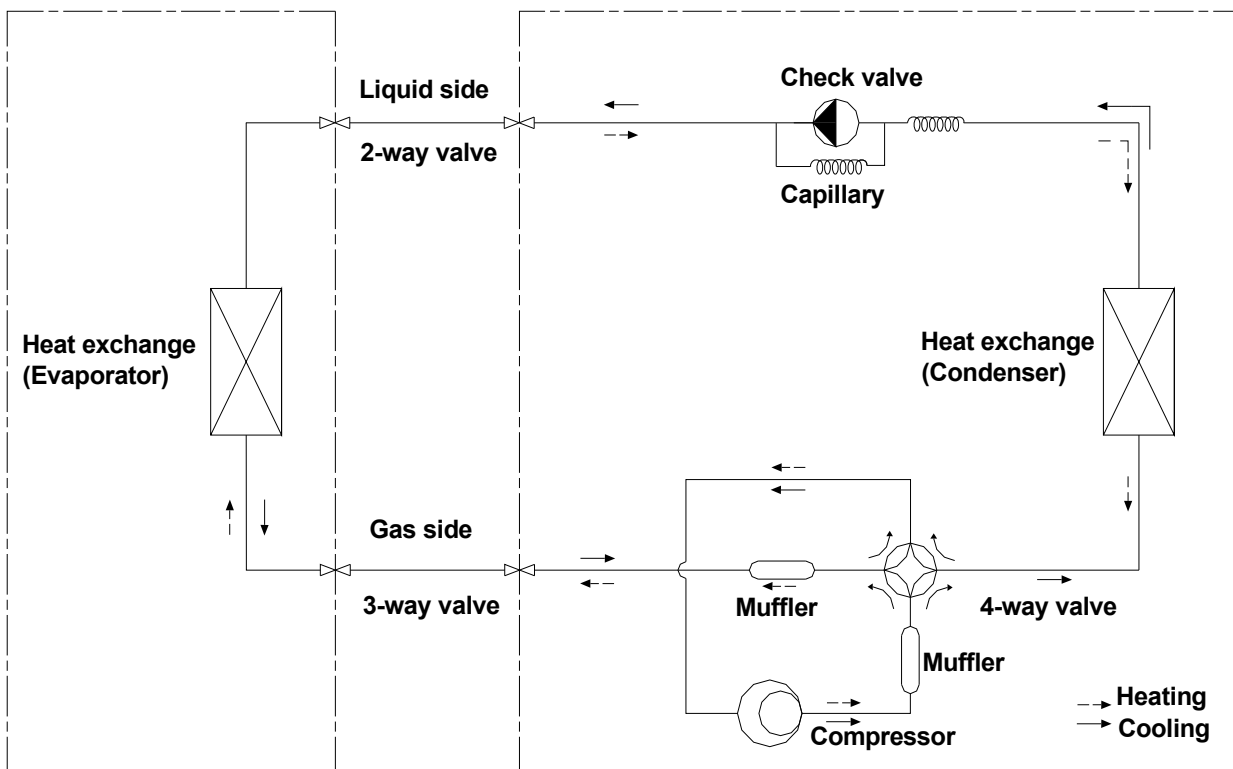 Check valve
Liquid side
2-way valve
Capillary
Heat exchange
(Evaporator)
Heat exchange
(Condenser)
Gas side
3-way valve
Muffler
4-way valve
Muffler
Heating
Cooling
Compressor